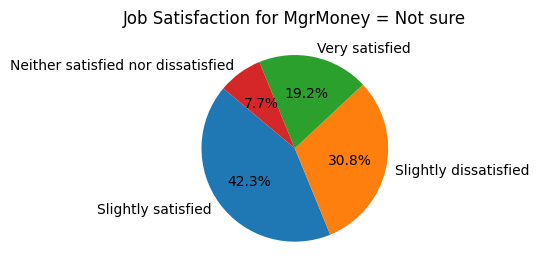 Job Satisfaction for MgrMoney = Not sure
Very satisfied
Neither satisfied nor dissatisfied
19.2%
7.7%
30.8%
Slightly dissatisfied
42.3%
Slightly satisfied